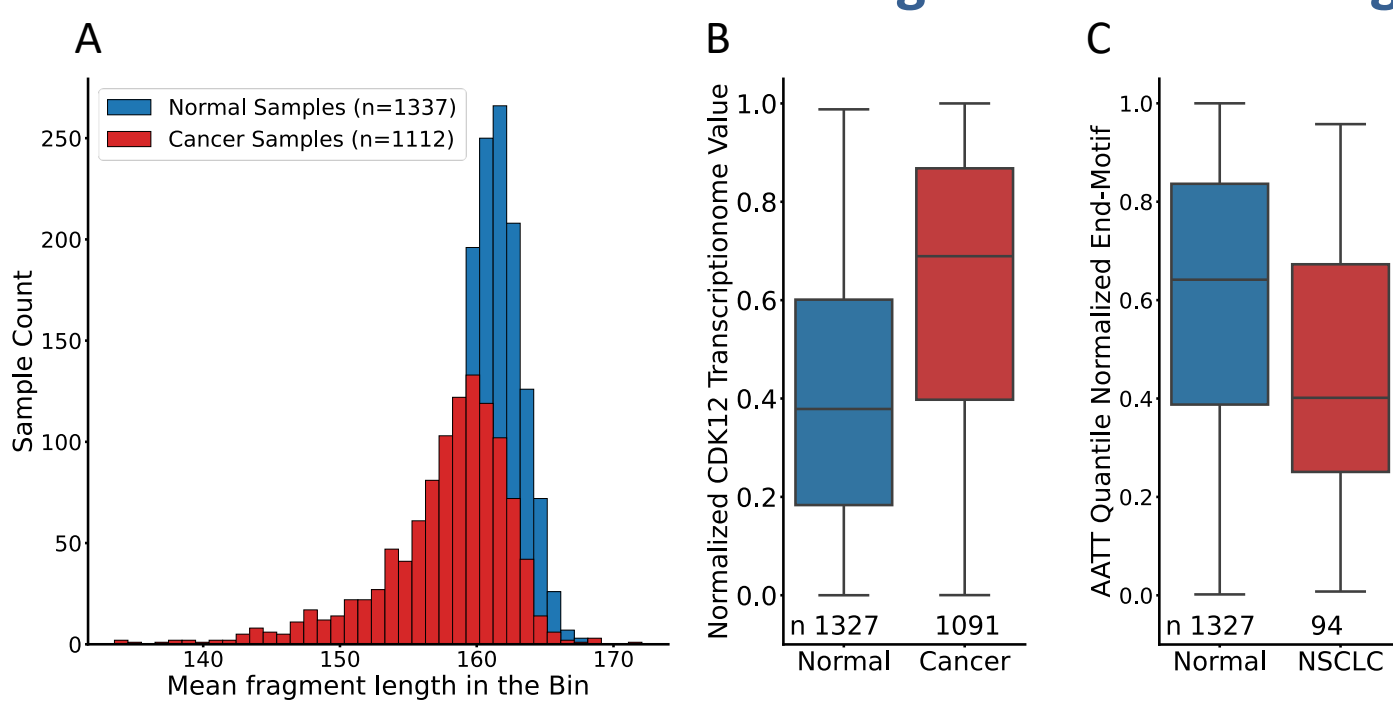 g g
A
B
C
Normal Samples (n=1337)
Cancer Samples (n=1112)
Sample Count
250
200
150
100
50
0
140 150 160 170
Mean fragment length in the Bin
Normalized CDK12 Transcriptionome Value
1.0
0.8
0.6
0.4
0.2
0.0
n 1327 1091
Normal Cancer
AATT Quantile Normalized End-Motif
1.0
0.8
0.6
0.4
0.2
0.0
n 1327 94
Normal NSCLC